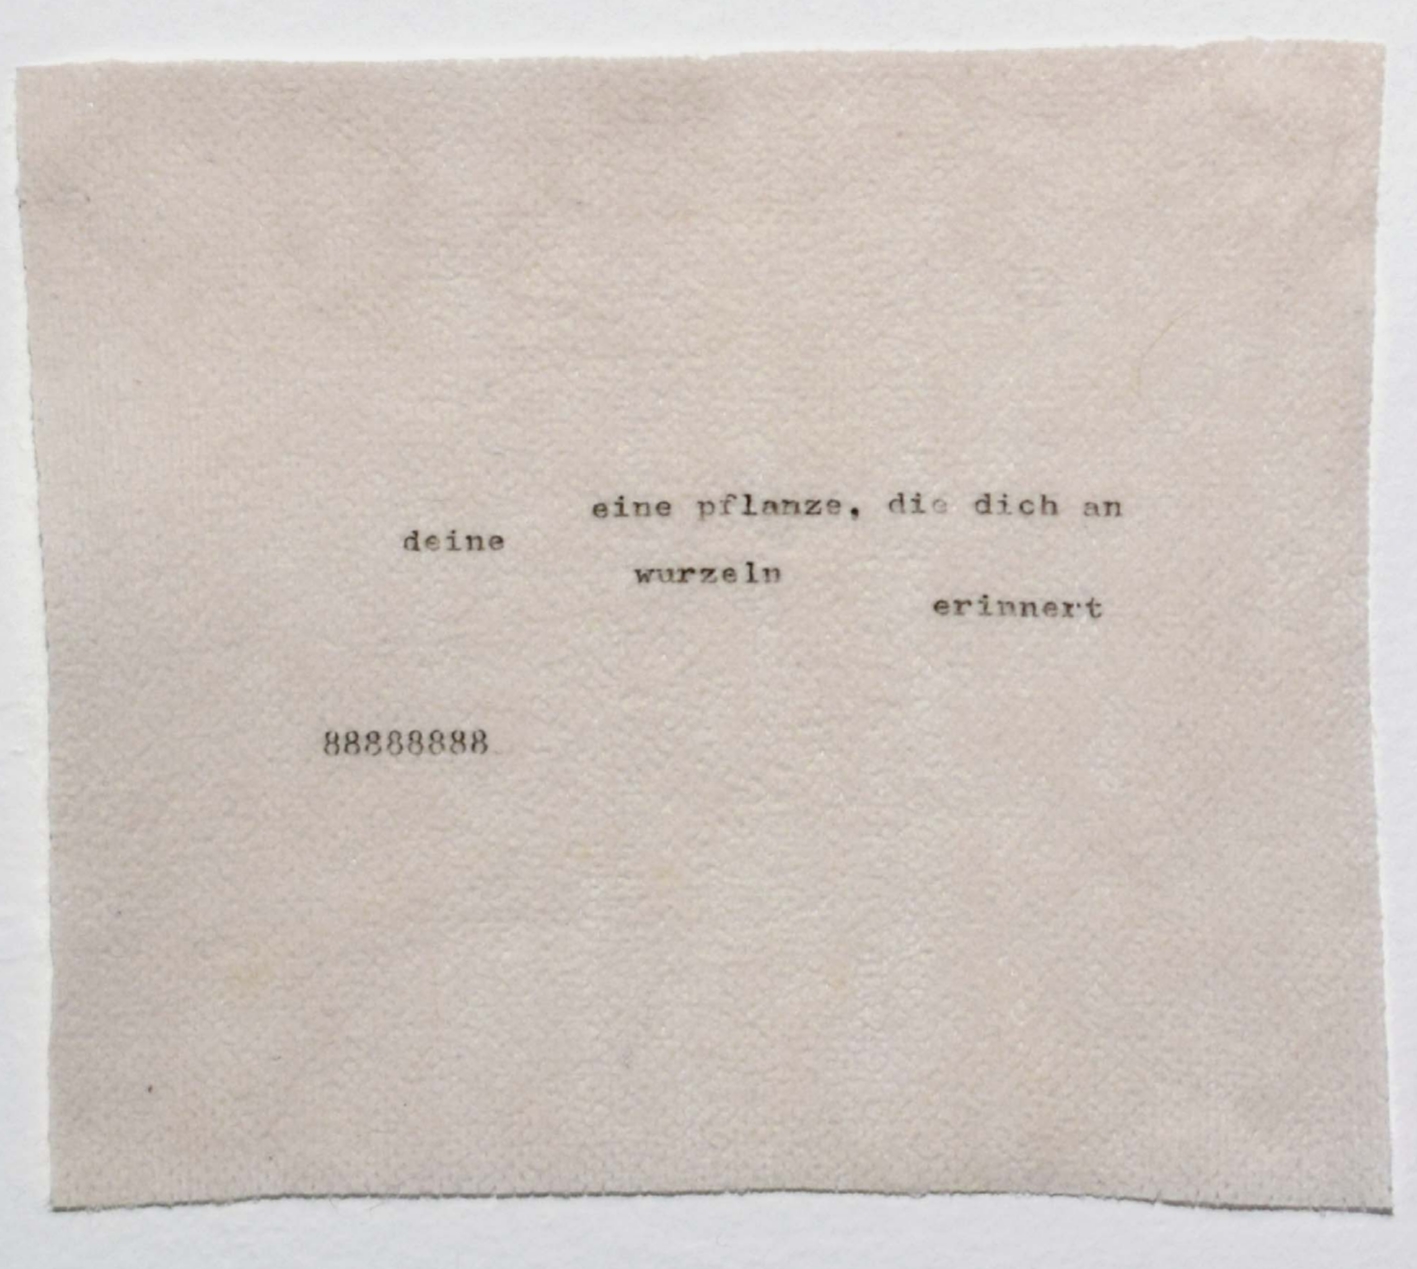 eine pflanze, die dich an
deine
wurzeln
erinnert
88888888